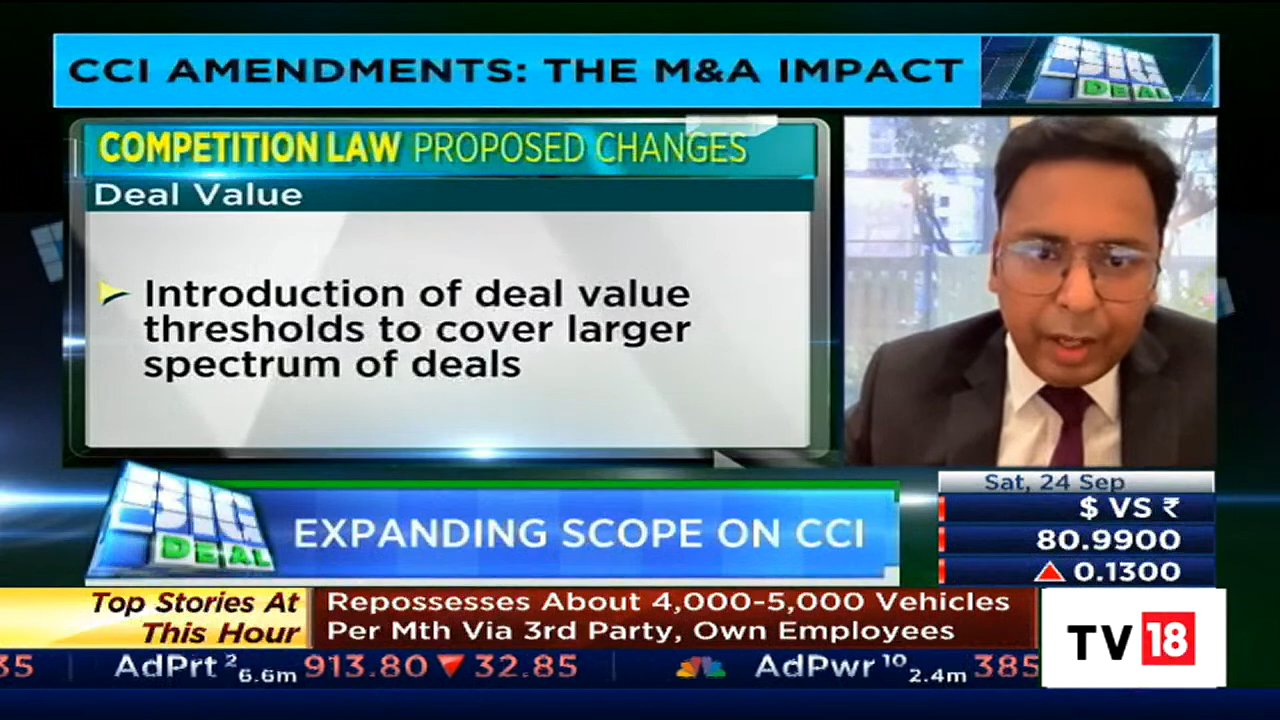 CCI AMENDMENTS: THE M&A IMPACT
BIG
DEAL
COMPETITION LAW PROPOSED CHANGES
Deal Value
Introduction of deal value
thresholds to cover larger
spectrum of deals
Sat, 24 Sep
$ VS ₹
80.9900
0.1300
BIG
DEAL
EXPANDING SCOPE ON CCI
Top Stories At
This Hour
Repossesses About 4,000-5,000 Vehicles
Per Mth Via 3rd Party, Own Employees
TV18
35 AdPrt 2 6.6m 913.80 ▼ 32.85 AdPwr 10 2.4m 385